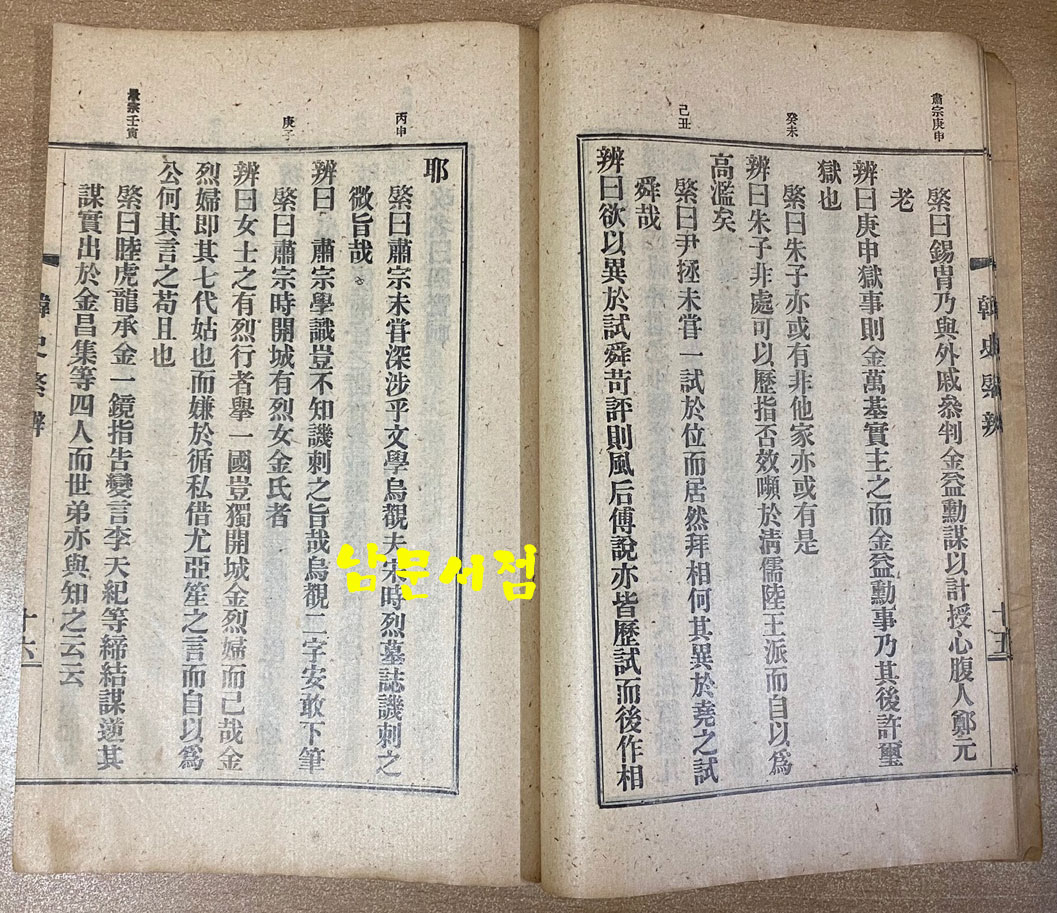 肅宗庚申
綮曰錫冑乃與外戚叅判金益勳謀以計授心腹人鄭元
老
辨曰庚申獄事則金萬基實主之而金益勳事乃其後許璽
獄也
癸未
綮曰朱子亦或有非他家亦或有是
辨曰朱子非處可以歷指否效嚬於淸儒陸王派而自以爲
高濫矣
己丑
綮曰尹拯未甞一試於位而居然拜相何其異於堯之試
舜哉
辨曰欲以異於試舜苛評則風后傅說亦皆歷試而後作相
韓史綮辨
十五
耶
丙申
綮曰肅宗未甞深涉乎文學烏覩夫宋時烈墓誌譏刺之
微旨哉
辨曰 肅宗學識豈不知譏刺之旨哉烏覩二字安敢下筆
庚子
綮曰肅宗時開城有烈女金氏者
辨曰女士之有烈行者擧一國豈獨開城金烈婦而已哉金
烈婦即其七代姑也而嫌於循私借尤亞笙之言而自以爲
公何其言之苟且也
景宗壬寅
綮曰睦虎龍承金一鏡指告變言李天紀等締結謀逆其
謀實出於金昌集等四人而世弟亦與知之云云
韓史綮辨
十六
남문서점